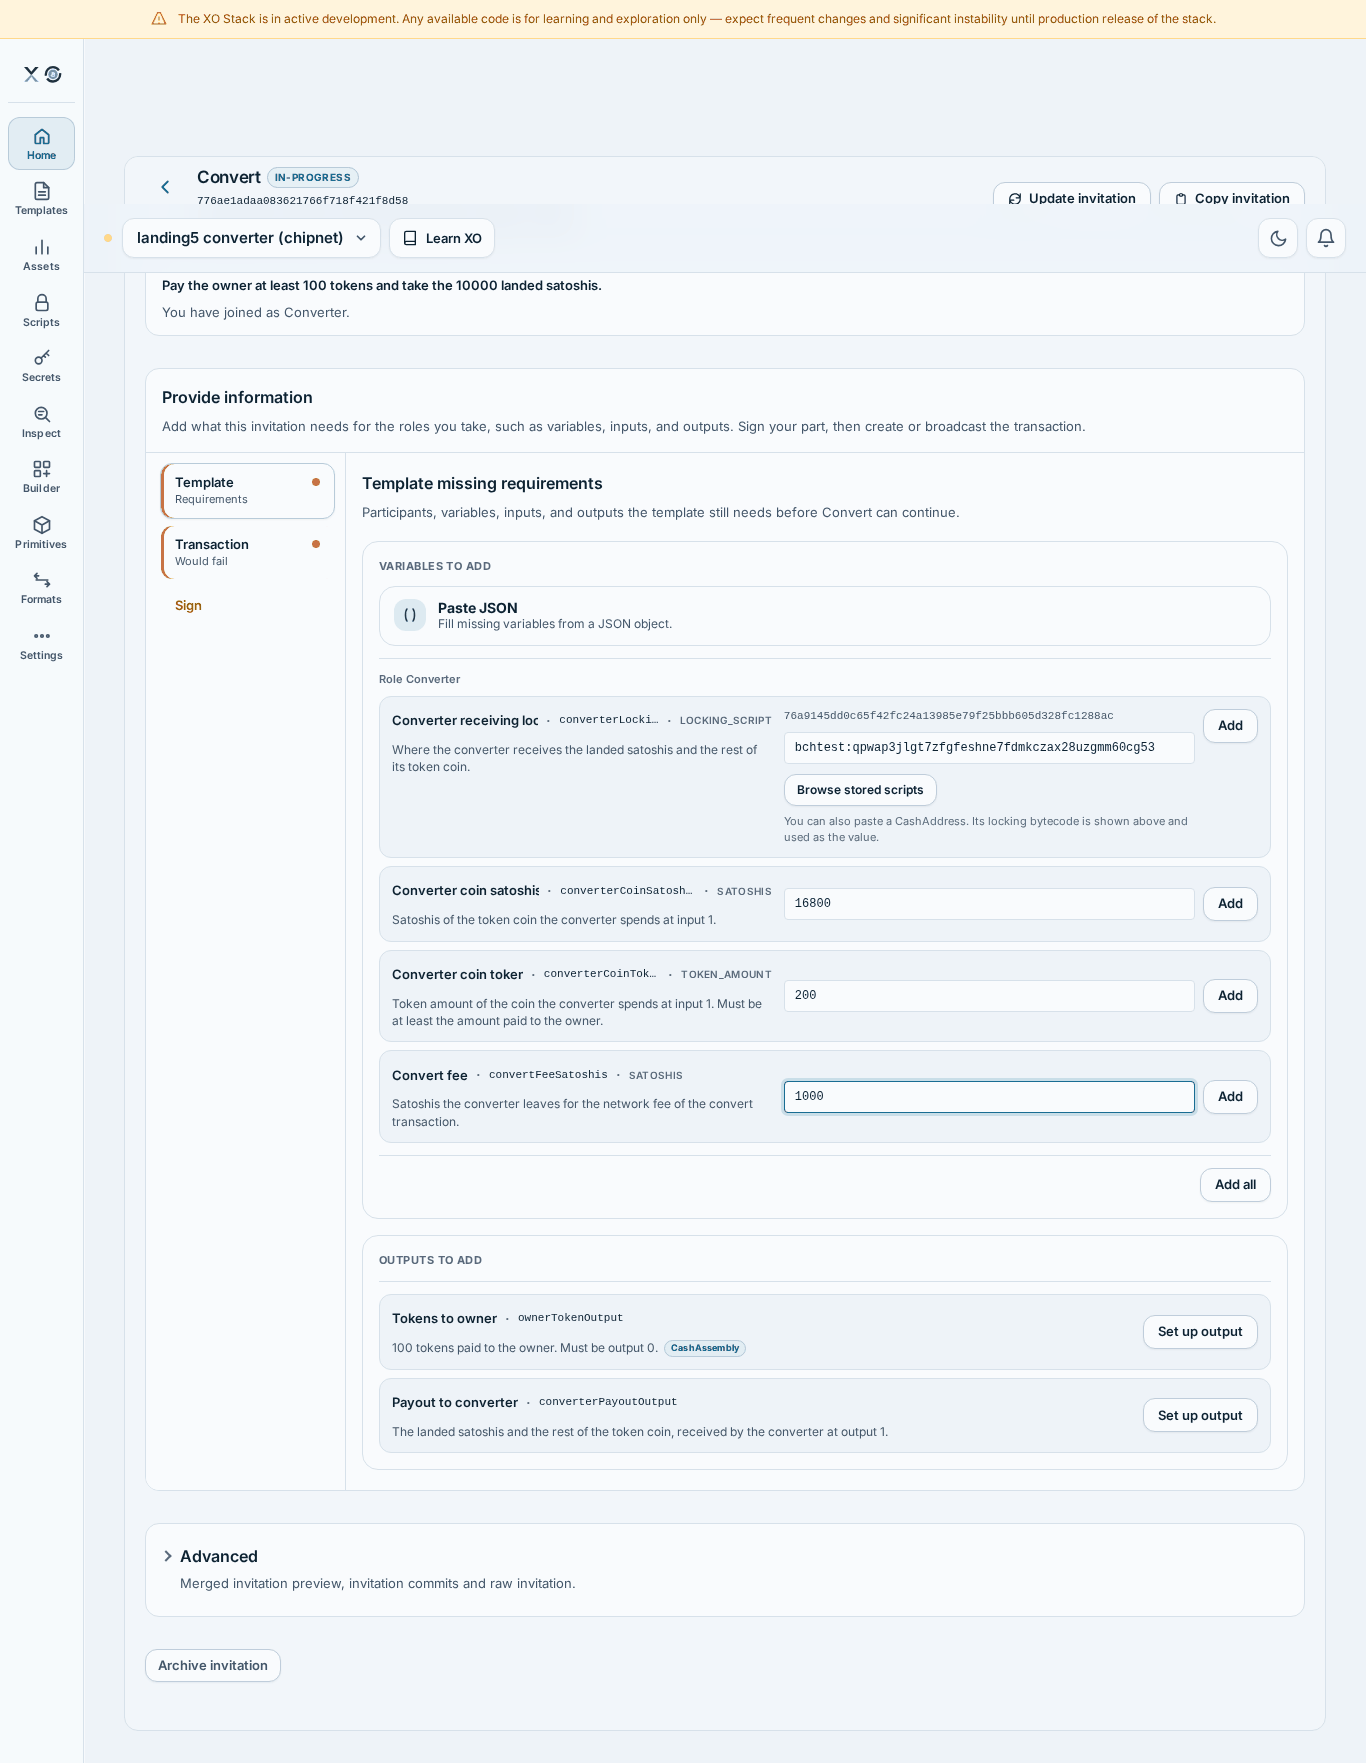 The XO Stack is in active development. Any available code is for learning and exploration only — expect frequent changes and significant instability until production release of the stack.
X
Home
Templates
Assets
Scripts
Secrets
Inspect
Builder
Primitives
Formats
Settings
Convert IN-PROGRESS
776ae1adaa083621766f718f421f8d58
Update invitation
Copy invitation
landing5 converter (chipnet)
Learn XO
Pay the owner at least 100 tokens and take the 10000 landed satoshis.
You have joined as Converter.
Provide information
Add what this invitation needs for the roles you take, such as variables, inputs, and outputs. Sign your part, then create or broadcast the transaction.
Template
Requirements
Transaction
Would fail
Sign
Template missing requirements
Participants, variables, inputs, and outputs the template still needs before Convert can continue.
VARIABLES TO ADD
Paste JSON
Fill missing variables from a JSON object.
Role Converter
Converter receiving loc · converterLocki… · LOCKING_SCRIPT
Where the converter receives the landed satoshis and the rest of
its token coin.
76a9145dd0c65f42fc24a13985e79f25bbb605d328fc1288ac
bchtest:qpwap3jlgt7zfgfeshne7fdmkczax28uzgmm60cg53
Add
Browse stored scripts
You can also paste a CashAddress. Its locking bytecode is shown above and
used as the value.
Converter coin satoshis · converterCoinSatosh… · SATOSHIS
Satoshis of the token coin the converter spends at input 1.
16800
Add
Converter coin token · converterCoinTok… · TOKEN_AMOUNT
Token amount of the coin the converter spends at input 1. Must be
at least the amount paid to the owner.
200
Add
Convert fee · convertFeeSatoshis · SATOSHIS
Satoshis the converter leaves for the network fee of the convert
transaction.
1000
Add
Add all
OUTPUTS TO ADD
Tokens to owner · ownerTokenOutput
100 tokens paid to the owner. Must be output 0. CashAssembly
Set up output
Payout to converter · converterPayoutOutput
The landed satoshis and the rest of the token coin, received by the converter at output 1.
Set up output
Advanced
Merged invitation preview, invitation commits and raw invitation.
Archive invitation